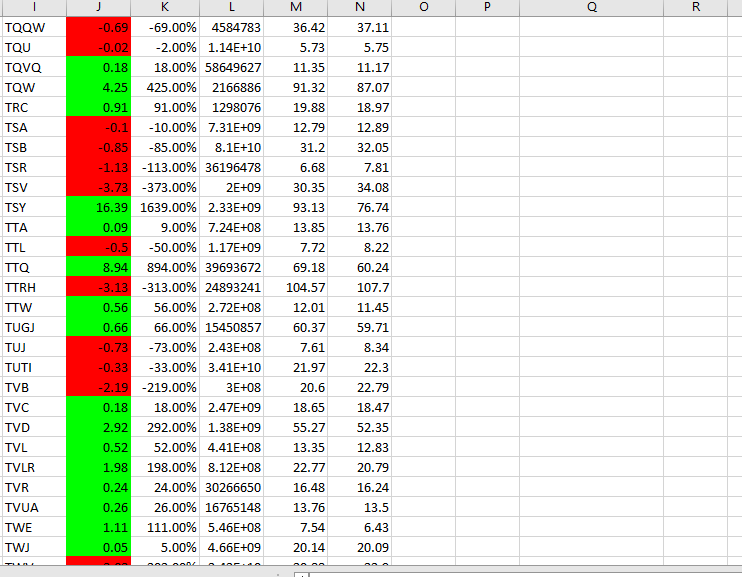 I J K L M N O P Q R
TQQW -0.69 -69.00% 4584783 36.42 37.11
TQU -0.02 -2.00% 1.14E+10 5.73 5.75
TQVQ 0.18 18.00% 58649627 11.35 11.17
TQW 4.25 425.00% 2166886 91.32 87.07
TRC 0.91 91.00% 1298076 19.88 18.97
TSA -0.1 -10.00% 7.31E+09 12.79 12.89
TSB -0.85 -85.00% 8.1E+10 31.2 32.05
TSR -1.13 -113.00% 36196478 6.68 7.81
TSV -3.73 -373.00% 2E+09 30.35 34.08
TSY 16.39 1639.00% 2.33E+09 93.13 76.74
TTA 0.09 9.00% 7.24E+08 13.85 13.76
TTL -0.5 -50.00% 1.17E+09 7.72 8.22
TTQ 8.94 894.00% 39693672 69.18 60.24
TTRH -3.13 -313.00% 24893241 104.57 107.7
TTW 0.56 56.00% 2.72E+08 12.01 11.45
TUGJ 0.66 66.00% 15450857 60.37 59.71
TUJ -0.73 -73.00% 2.43E+08 7.61 8.34
TUTI -0.33 -33.00% 3.41E+10 21.97 22.3
TVB -2.19 -219.00% 3E+08 20.6 22.79
TVC 0.18 18.00% 2.47E+09 18.65 18.47
TVD 2.92 292.00% 1.38E+09 55.27 52.35
TVL 0.52 52.00% 4.41E+08 13.35 12.83
TVLR 1.98 198.00% 8.12E+08 22.77 20.79
TVR 0.24 24.00% 30266650 16.48 16.24
TVUA 0.26 26.00% 16765148 13.76 13.5
TWE 1.11 111.00% 5.46E+08 7.54 6.43
TWJ 0.05 5.00% 4.66E+09 20.14 20.09